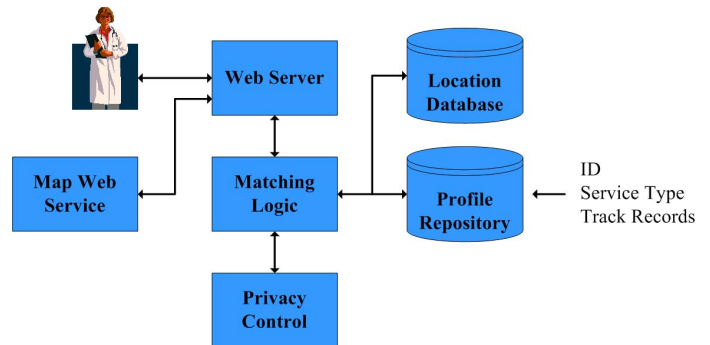 Web Server
Location
Database
Map Web
Service
Matching
Logic
Profile
Repository
ID
Service Type
Track Records
Privacy
Control